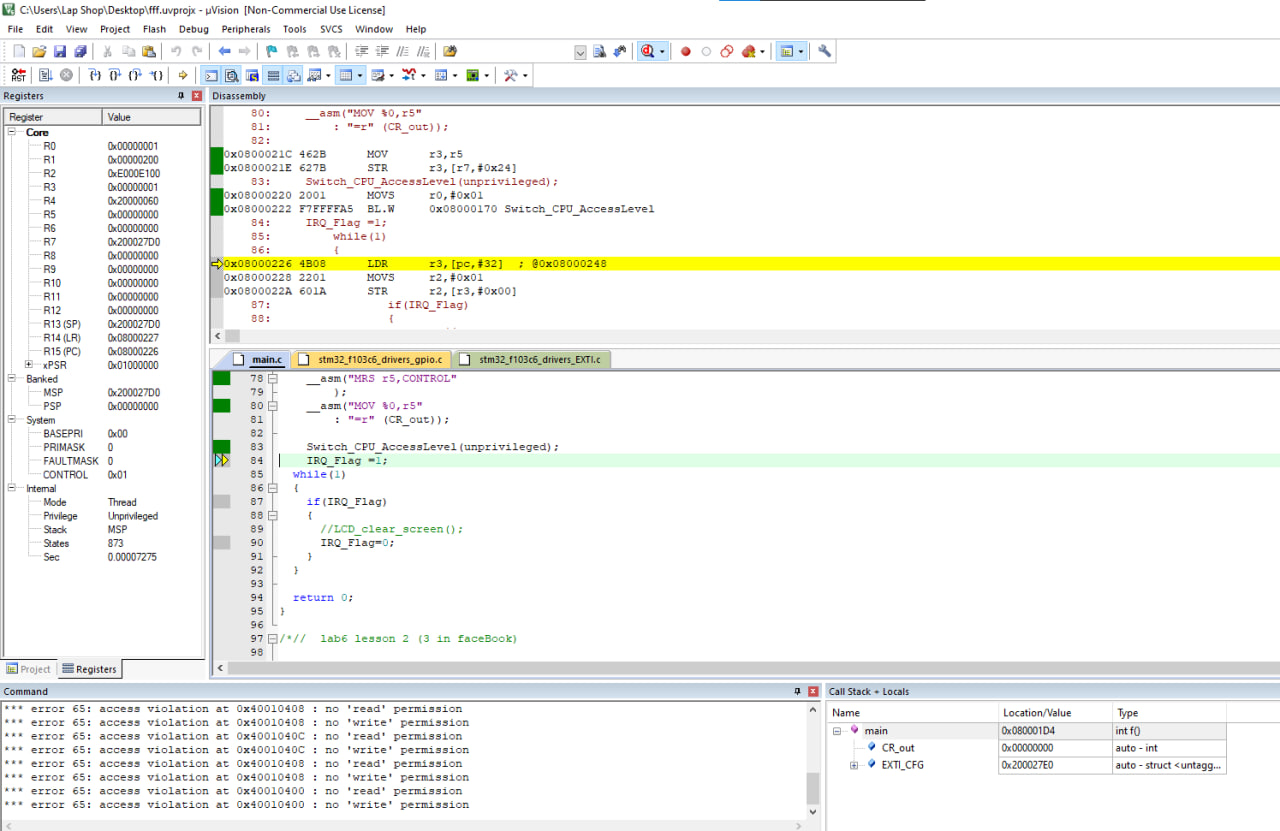 C:\Users\Lap Shop\Desktop\fff.uvprojx - µVision [Non-Commercial Use License]
File Edit View Project Flash Debug Peripherals Tools SVCS Window Help
RST
Registers
Register Value
Core
R0 0x00000001
R1 0x00000200
R2 0xE000E100
R3 0x00000001
R4 0x20000060
R5 0x00000000
R6 0x00000000
R7 0x200027D0
R8 0x00000000
R9 0x00000000
R10 0x00000000
R11 0x00000000
R12 0x00000000
R13 (SP) 0x200027D0
R14 (LR) 0x08000227
R15 (PC) 0x08000226
xPSR 0x01000000
Banked
MSP 0x200027D0
PSP 0x00000000
System
BASEPRI 0x00
PRIMASK 0
FAULTMASK 0
CONTROL 0x01
Internal
Mode Thread
Privilege Unprivileged
Stack MSP
States 873
Sec 0.00007275
Project Registers
Disassembly
80: __asm("MOV %0,r5"
81: : "=r" (CR_out));
82:
0x0800021C 462B MOV r3,r5
0x0800021E 627B STR r3,[r7,#0x24]
83: Switch_CPU_AccessLevel(unprivileged);
0x08000220 2001 MOVS r0,#0x01
0x08000222 F7FFFFA5 BL.W 0x08000170 Switch_CPU_AccessLevel
84: IRQ_Flag =1;
85: while(1)
86: {
0x08000226 4B08 LDR r3,[pc,#32] ; @0x08000248
0x08000228 2201 MOVS r2,#0x01
0x0800022A 601A STR r2,[r3,#0x00]
87: if(IRQ_Flag)
88: {
main.c stm32_f103c6_drivers_gpio.c stm32_f103c6_drivers_EXTI.c
78 __asm("MRS r5,CONTROL"
79 );
80 __asm("MOV %0,r5"
81 : "=r" (CR_out));
82
83 Switch_CPU_AccessLevel(unprivileged);
84 IRQ_Flag =1;
85 while(1)
86 {
87 if(IRQ_Flag)
88 {
89 //LCD_clear_screen();
90 IRQ_Flag=0;
91 }
92 }
93
94 return 0;
95 }
96
97 /*// lab6 lesson 2 (3 in faceBook)
98
Command
*** error 65: access violation at 0x40010408 : no 'read' permission
*** error 65: access violation at 0x40010408 : no 'write' permission
*** error 65: access violation at 0x4001040C : no 'read' permission
*** error 65: access violation at 0x4001040C : no 'write' permission
*** error 65: access violation at 0x40010408 : no 'read' permission
*** error 65: access violation at 0x40010408 : no 'write' permission
*** error 65: access violation at 0x40010400 : no 'read' permission
*** error 65: access violation at 0x40010400 : no 'write' permission
Call Stack + Locals
Name Location/Value Type
main 0x080001D4 int f()
CR_out 0x00000000 auto - int
EXTI_CFG 0x200027E0 auto - struct <untagg...